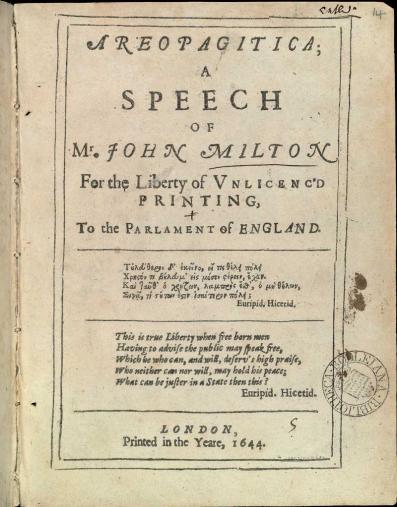 14
AREOPAGITICA;
A
SPEECH
OF
Mr. JOHN MILTON
For the Liberty of VNLICENC'D
PRINTING,
To the PARLAMENT of ENGLAND.
Τοὐλεύθερον δ' ἐκεῖνο, εἴ τις θέλει πόλει
Χρηστόν τι βούλευμ' εἰς μέσον φέρειν, ἔχων.
Καὶ ταῦθ' ὁ χρῄζων, λαμπρός ἐσθ', ὁ μὴ θέλων,
Σιγᾷ, τί τούτων ἔστιν ἰσαίτερον πόλει;
Euripid. Hicetid.
This is true Liberty when free born men
Having to advise the public may speak free,
Which he who can, and will, deserv's high praise,
Who neither can nor will, may hold his peace;
What can be juster in a State then this?
Euripid. Hicetid.
LONDON,
Printed in the Yeare, 1644.
BIBLIOTHECA BODLEIANA